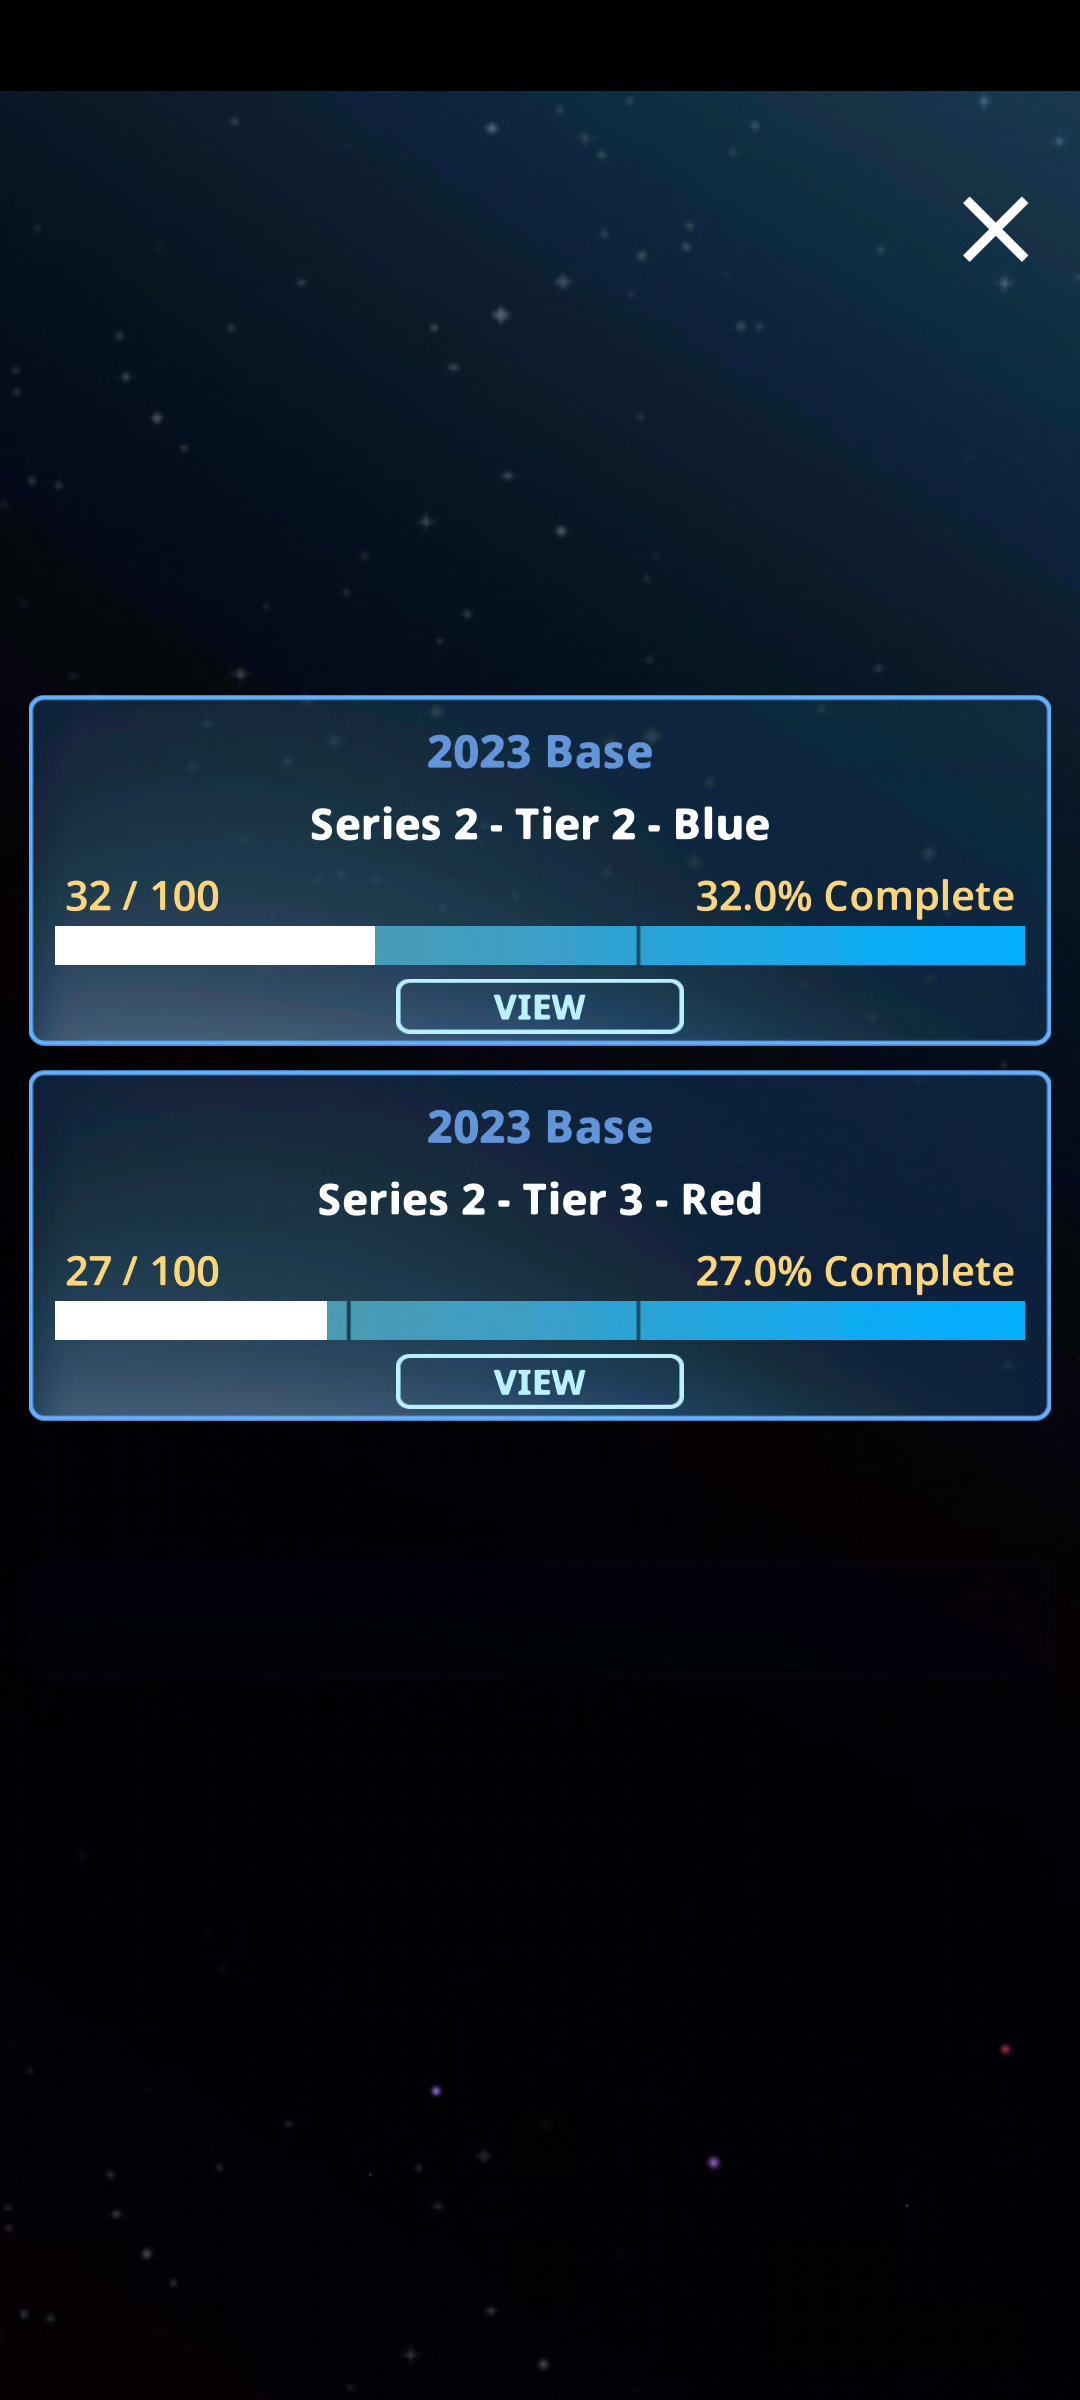 2023 Base
Series 2 - Tier 2 - Blue
32 / 100 32.0% Complete
VIEW
2023 Base
Series 2 - Tier 3 - Red
27 / 100 27.0% Complete
VIEW